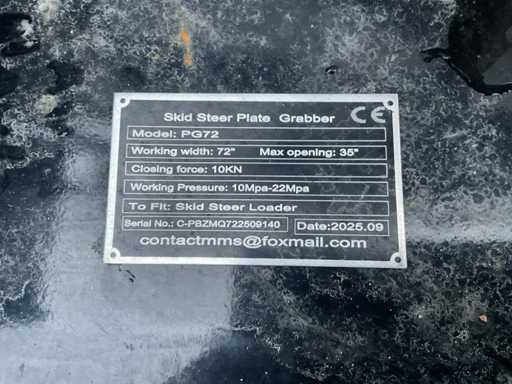 Skid Steer Plate Grabber CE
Model: PG72
Working width: 72" Max opening: 35"
Closing force: 10KN
Working Pressure: 10Mpa-22Mpa
To Fit: Skid Steer Loader
Serial No.: C-PBZMQ722509140 Date:2025.09
contactmms@foxmail.com